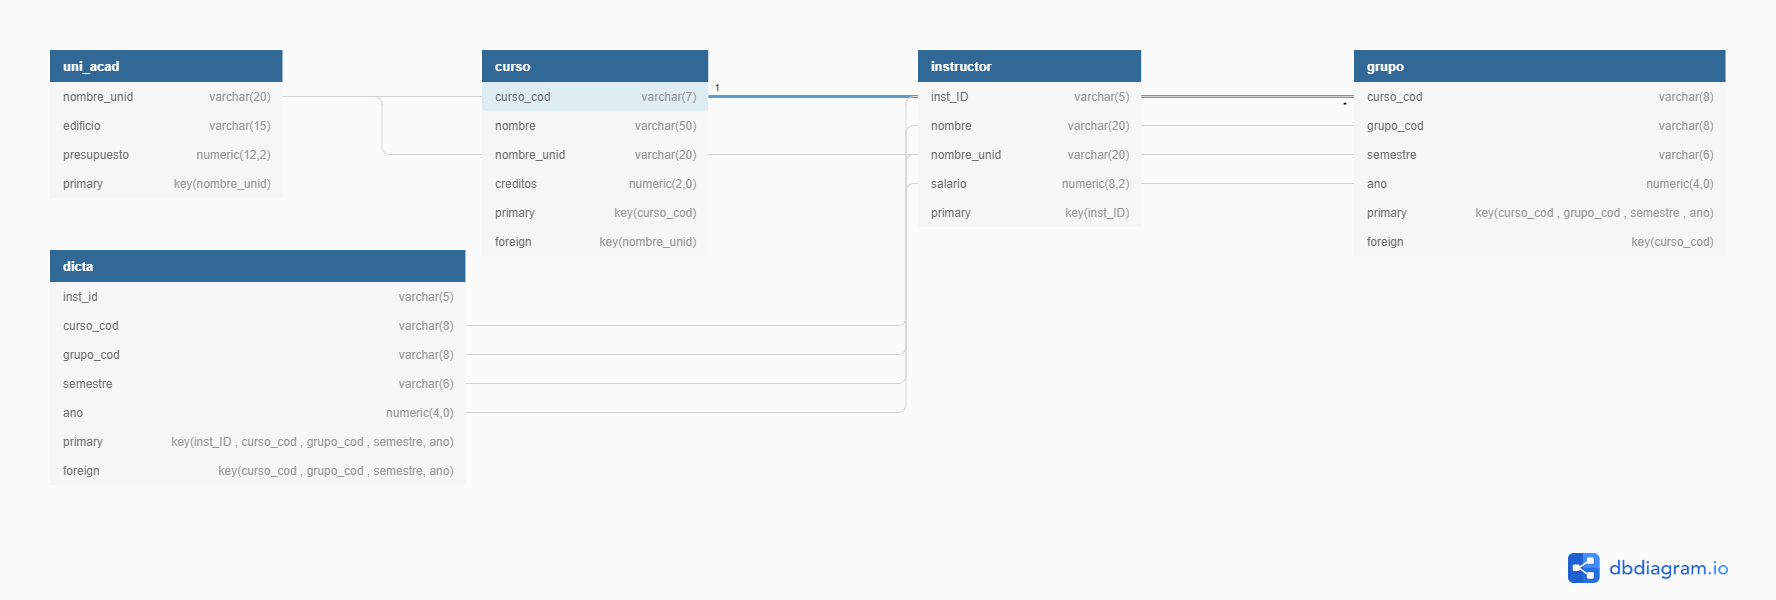 uni_acad
nombre_unid varchar(20)
edificio varchar(15)
presupuesto numeric(12,2)
primary key(nombre_unid)
curso
curso_cod varchar(7)
nombre varchar(50)
nombre_unid varchar(20)
creditos numeric(2,0)
primary key(curso_cod)
foreign key(nombre_unid)
1
instructor
inst_ID varchar(5)
nombre varchar(20)
nombre_unid varchar(20)
salario numeric(8,2)
primary key(inst_ID)
*
grupo
curso_cod varchar(8)
grupo_cod varchar(8)
semestre varchar(6)
ano numeric(4,0)
primary key(curso_cod , grupo_cod , semestre , ano)
foreign key(curso_cod)
dicta
inst_id varchar(5)
curso_cod varchar(8)
grupo_cod varchar(8)
semestre varchar(6)
ano numeric(4,0)
primary key(inst_ID , curso_cod , grupo_cod , semestre, ano)
foreign key(curso_cod , grupo_cod , semestre, ano)
dbdiagram.io